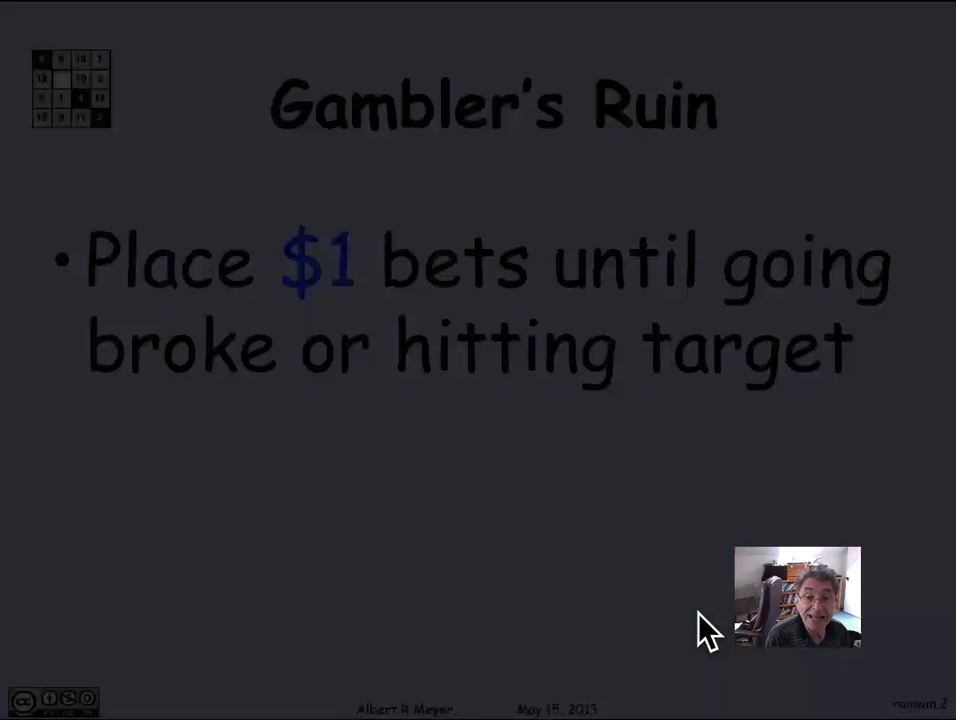 Gambler's Ruin
• Place $1 bets until going
broke or hitting target
Albert R Meyer, May 15, 2013